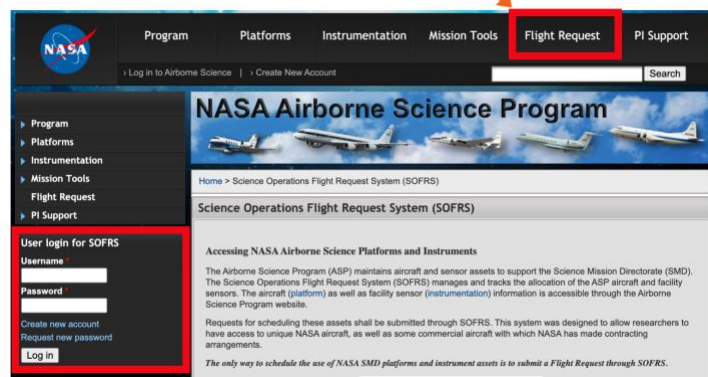 NASA
Program Platforms Instrumentation Mission Tools Flight Request PI Support
› Log in to Airborne Science | › Create New Account Search
Program
Platforms
Instrumentation
Mission Tools
Flight Request
PI Support
User login for SOFRS
Username *
Password *
Create new account
Request new password
Log in
NASA Airborne Science Program
Home > Science Operations Flight Request System (SOFRS)
Science Operations Flight Request System (SOFRS)
Accessing NASA Airborne Science Platforms and Instruments
The Airborne Science Program (ASP) maintains aircraft and sensor assets to support the Science Mission Directorate (SMD).
The Science Operations Flight Request System (SOFRS) manages and tracks the allocation of the ASP aircraft and facility
sensors. The aircraft (platform) as well as facility sensor (instrumentation) information is accessible through the Airborne
Science Program website.
Requests for scheduling these assets shall be submitted through SOFRS. This system was designed to allow researchers to
have access to unique NASA aircraft, as well as some commercial aircraft with which NASA has made contracting
arrangements.
The only way to schedule the use of NASA SMD platforms and instrument assets is to submit a Flight Request through SOFRS.